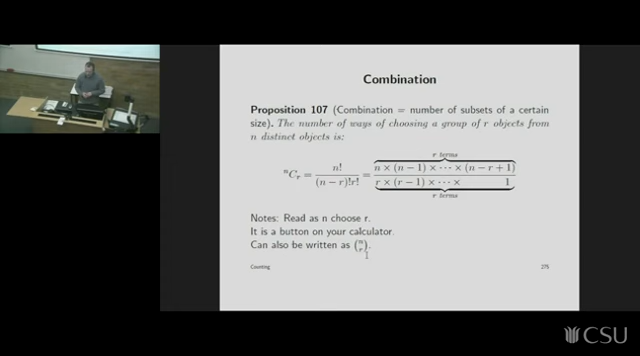 Combination
Proposition 107 (Combination = number of subsets of a certain
size). The number of ways of choosing a group of r objects from
n distinct objects is:
r terms
ⁿCᵣ = n! / (n − r)!r! = n × (n − 1) × ⋯ × (n − r + 1) / r × (r − 1) × ⋯ × 1
r terms
Notes: Read as n choose r.
It is a button on your calculator.
Can also be written as (n r).
Counting 275
CSU